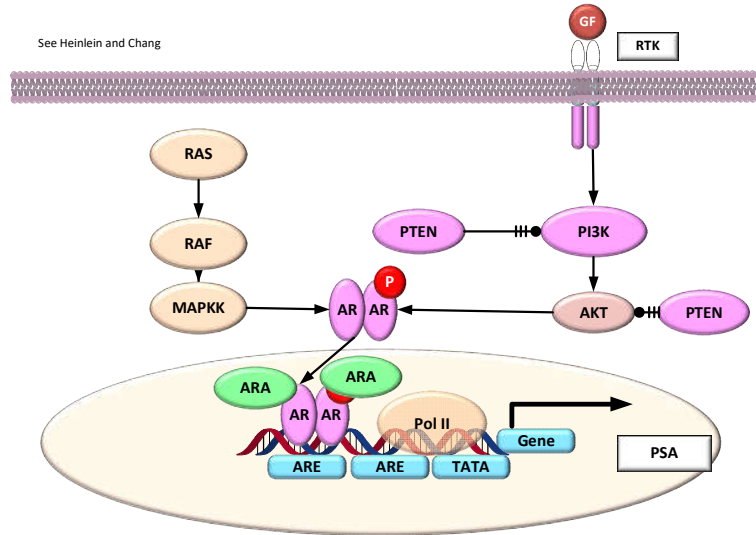 GF
See Heinlein and Chang
RTK
RAS
RAF
PTEN
PI3K
P
MAPKK
AR
AR
AKT
PTEN
ARA
ARA
AR
AR
Pol II
Gene
ARE
ARE
TATA
PSA